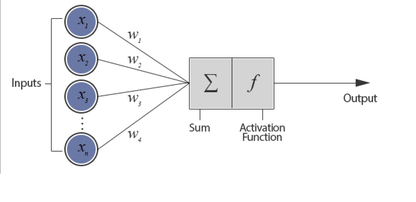 x1
w1
x2
w2
Inputs
x3
w3
Σ
f
Output
xn
w4
Sum
Activation
Function